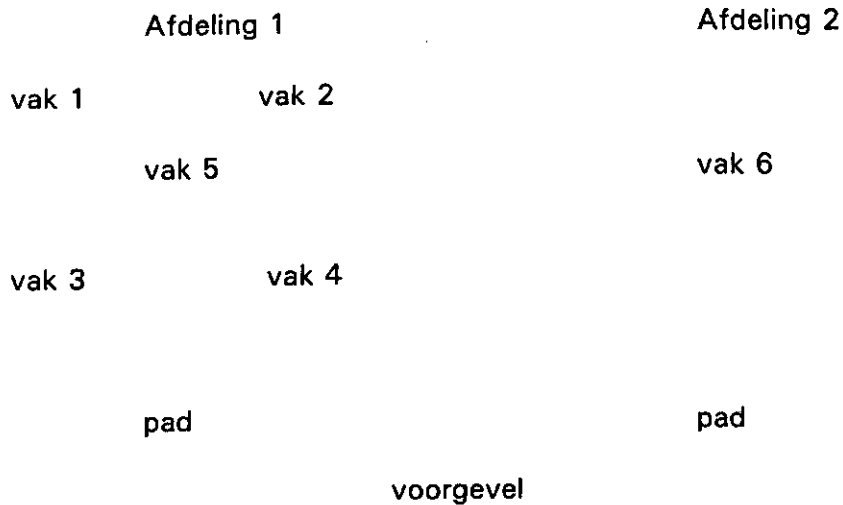 Afdeling 1 Afdeling 2
vak 1 vak 2
vak 5 vak 6
vak 3 vak 4
pad pad
voorgevel